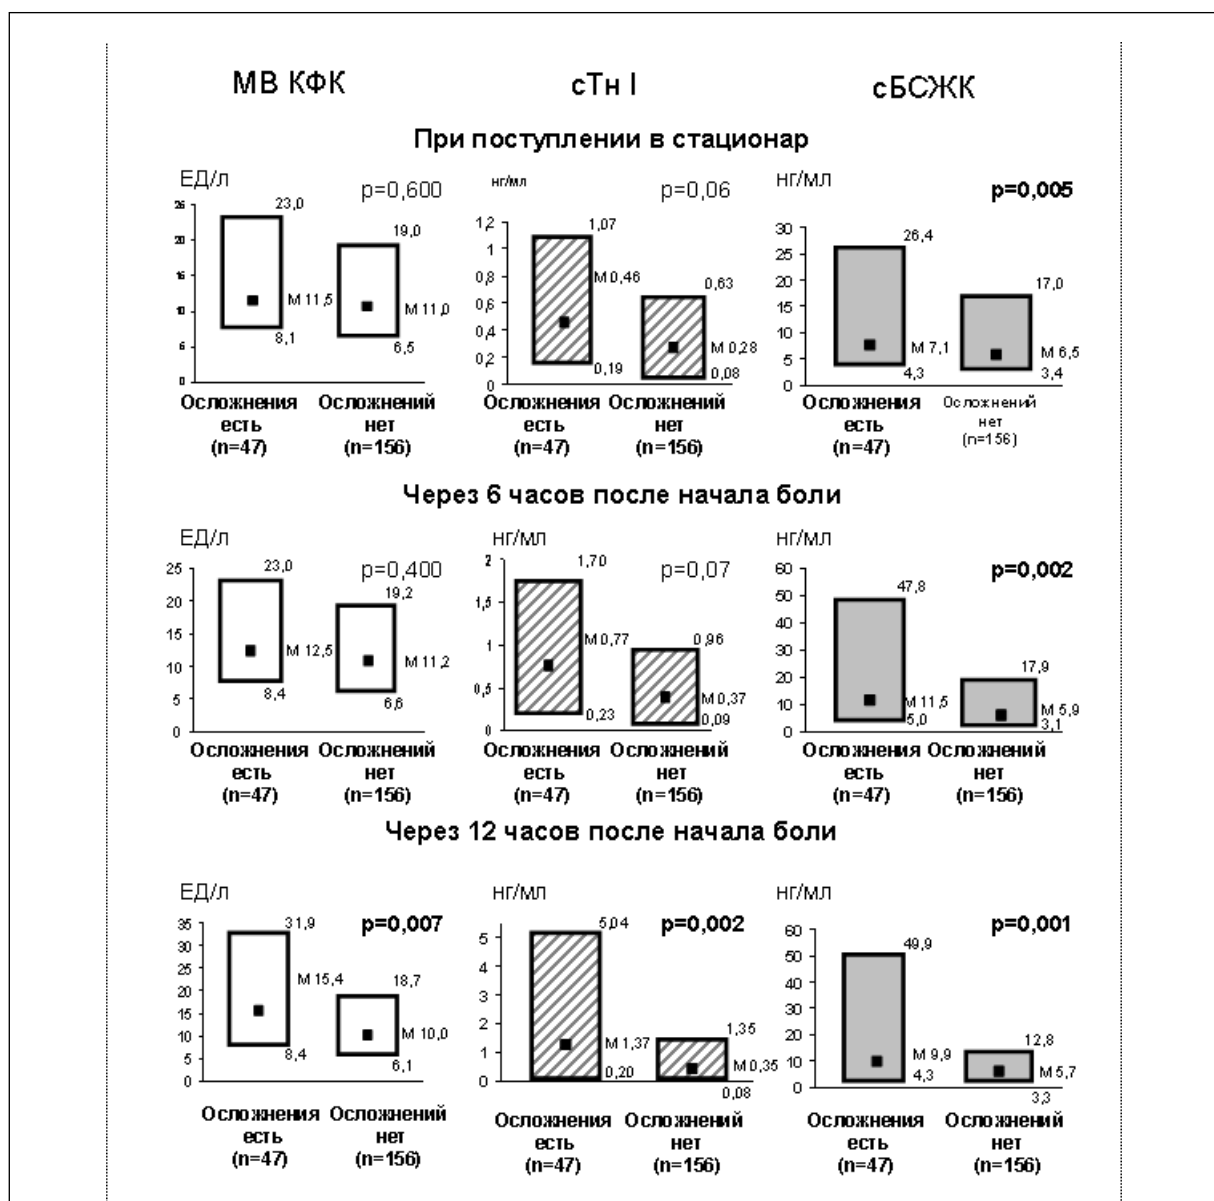 МВ КФК сТн I сБСЖК
При поступлении в стационар
ЕД/л p=0,600
26
20
16
10
6
0
23,0
M 11,5
8,1
19,0
M 11,0
6,5
Осложнения Осложнений
есть нет
(n=47) (n=156)
нг/мл p=0,06
1,2
1
0,8
0,6
0,4
0,2
0
1,07
M 0,46
0,19
0,63
M 0,28
0,08
Осложнения Осложнений
есть нет
(n=47) (n=156)
нг/мл p=0,005
30
25
20
15
10
5
0
26,4
M 7,1
4,3
17,0
M 6,5
3,4
Осложнения Осложнений
есть нет
(n=47) (n=156)
Через 6 часов после начала боли
ЕД/л p=0,400
25
20
15
10
5
0
23,0
M 12,5
8,4
19,2
M 11,2
6,6
Осложнения Осложнений
есть нет
(n=47) (n=156)
нг/мл p=0,07
2
1,5
1
0,5
0
1,70
M 0,77
0,23
0,96
M 0,37
0,09
Осложнения Осложнений
есть нет
(n=47) (n=156)
нг/мл p=0,002
60
50
40
30
20
10
0
47,8
M 11,5
5,0
17,9
M 5,9
3,1
Осложнения Осложнений
есть нет
(n=47) (n=156)
Через 12 часов после начала боли
ЕД/л p=0,007
35
30
25
20
15
10
5
0
31,9
M 15,4
8,4
18,7
M 10,0
6,1
Осложнения Осложнений
есть нет
(n=47) (n=156)
нг/мл p=0,002
5
4
3
2
1
0
5,04
M 1,37
0,20
1,35
M 0,35
0,08
Осложнения Осложнений
есть нет
(n=47) (n=156)
нг/мл p=0,001
60
50
40
30
20
10
0
49,9
M 9,9
4,3
12,8
M 5,7
3,3
Осложнения Осложнений
есть нет
(n=47) (n=156)